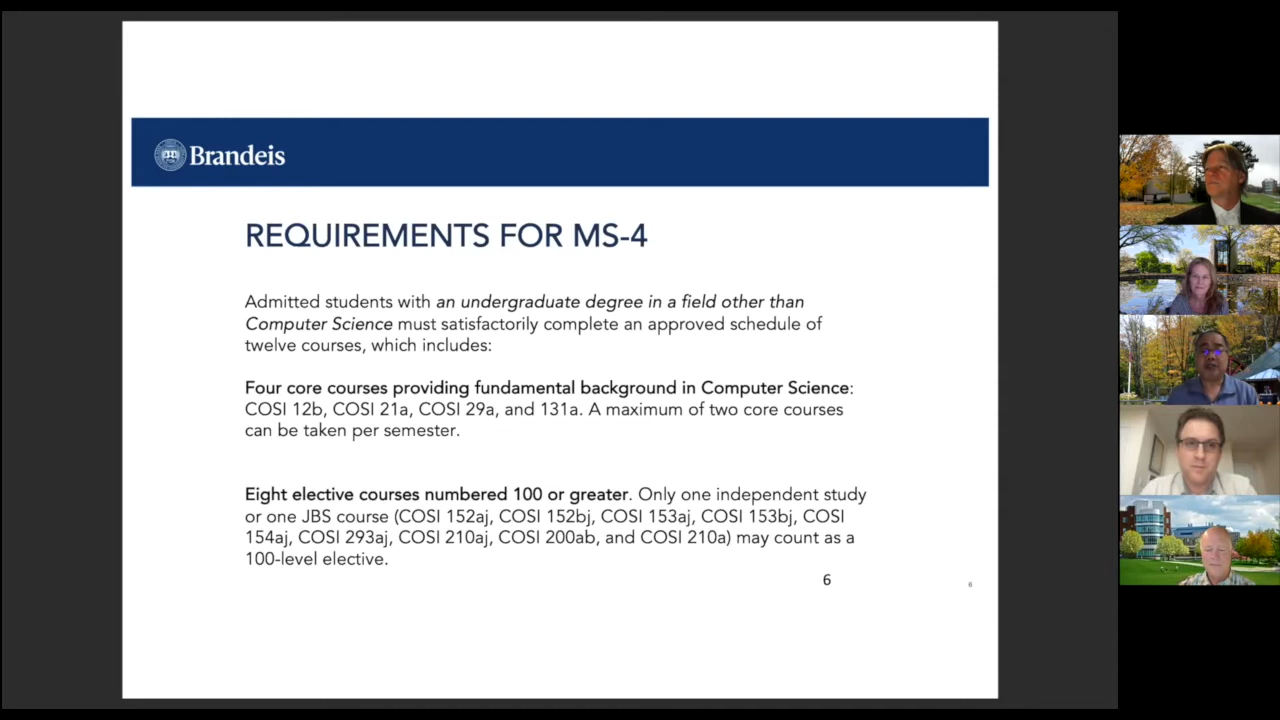 Brandeis
REQUIREMENTS FOR MS-4
Admitted students with an undergraduate degree in a field other than
Computer Science must satisfactorily complete an approved schedule of
twelve courses, which includes:
Four core courses providing fundamental background in Computer Science:
COSI 12b, COSI 21a, COSI 29a, and 131a. A maximum of two core courses
can be taken per semester.
Eight elective courses numbered 100 or greater. Only one independent study
or one JBS course (COSI 152aj, COSI 152bj, COSI 153aj, COSI 153bj, COSI
154aj, COSI 293aj, COSI 210aj, COSI 200ab, and COSI 210a) may count as a
100-level elective.
6
6